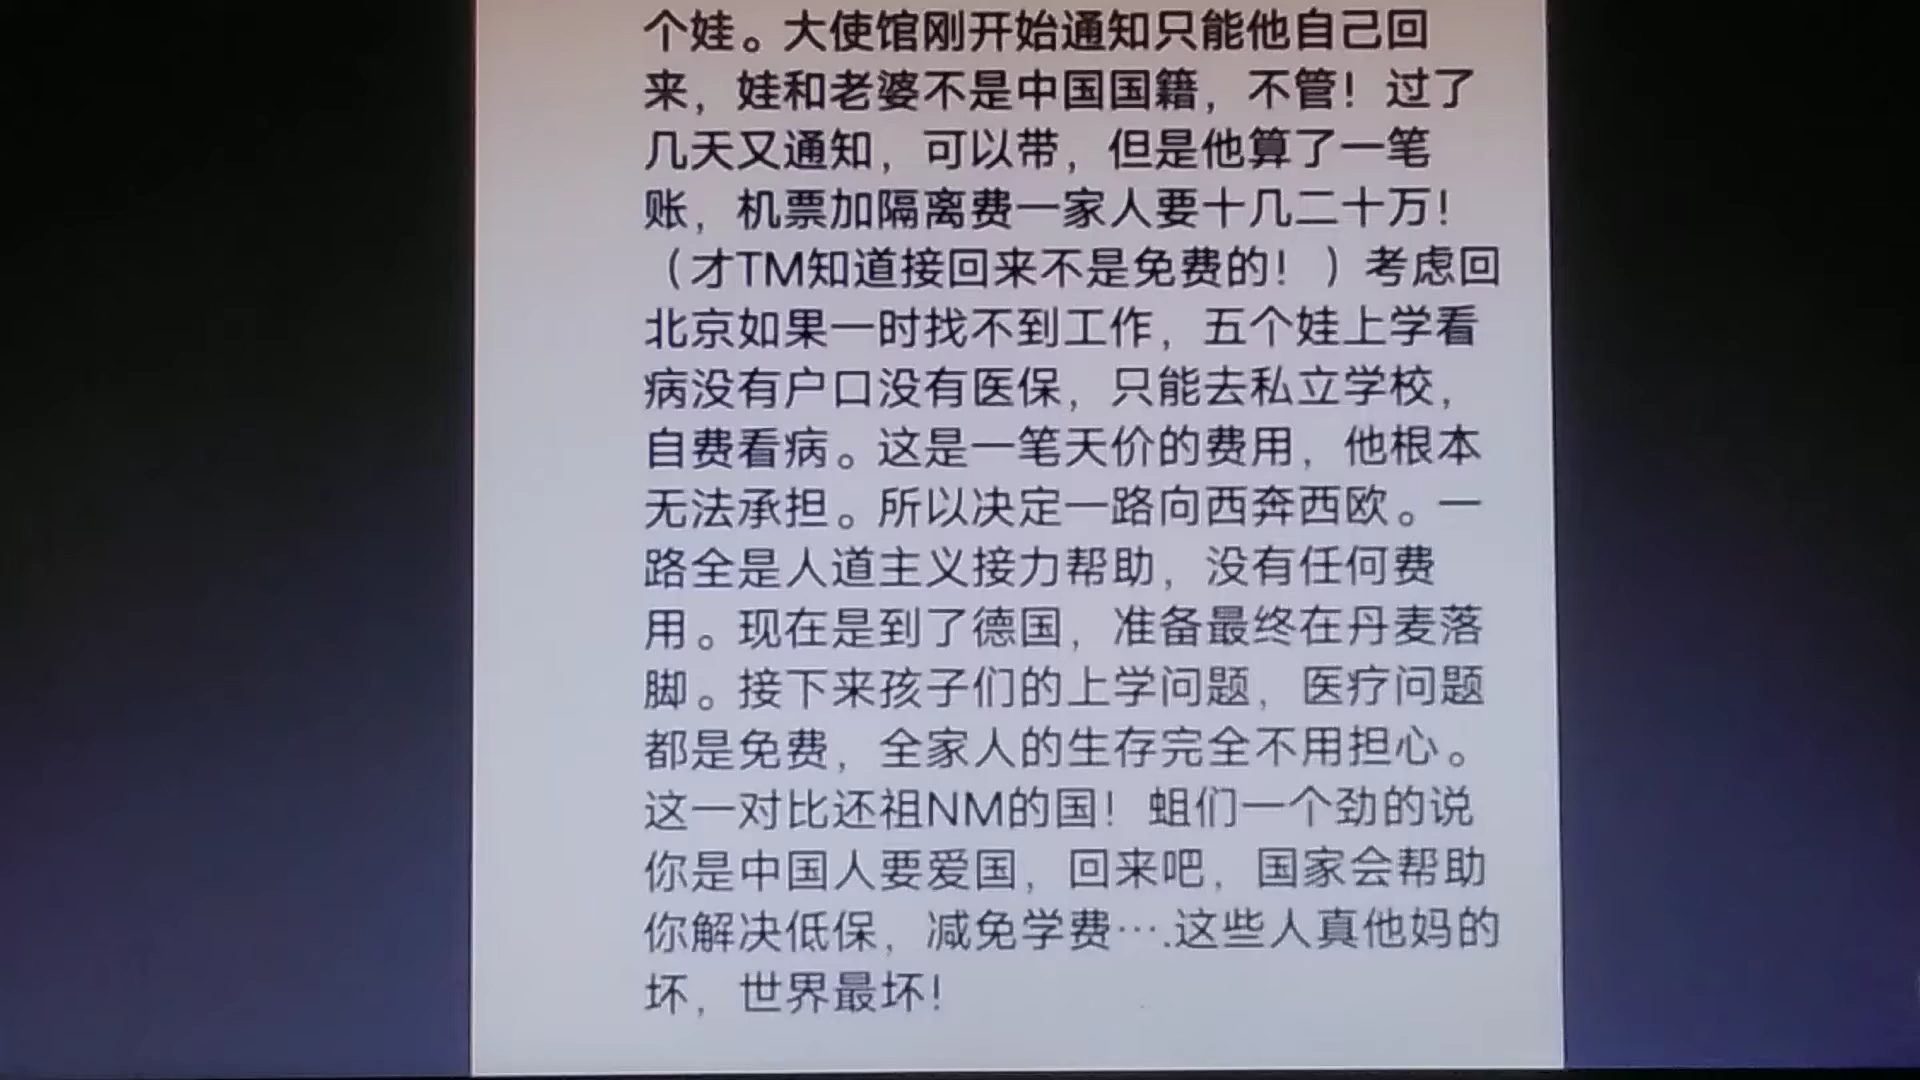 个娃。大使馆刚开始通知只能他自己回
来，娃和老婆不是中国国籍，不管！过了
几天又通知，可以带，但是他算了一笔
账，机票加隔离费一家人要十几二十万！
（才TM知道接回来不是免费的！）考虑回
北京如果一时找不到工作，五个娃上学看
病没有户口没有医保，只能去私立学校，
自费看病。这是一笔天价的费用，他根本
无法承担。所以决定一路向西奔西欧。一
路全是人道主义接力帮助，没有任何费
用。现在是到了德国，准备最终在丹麦落
脚。接下来孩子们的上学问题，医疗问题
都是免费，全家人的生存完全不用担心。
这一对比还祖NM的国！蛆们一个劲的说
你是中国人要爱国，回来吧，国家会帮助
你解决低保，减免学费….这些人真他妈的
坏，世界最坏！